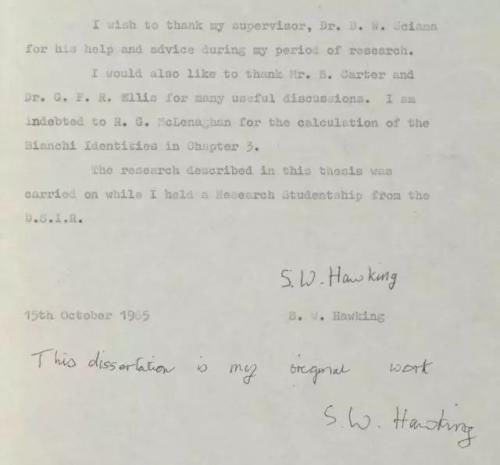 I wish to thank my supervisor, Dr. D. W. Sciama
for his help and advice during my period of research.
I would also like to thank Mr. B. Carter and
Dr. G. F. R. Ellis for many useful discussions. I am
indebted to R. G. McLenaghan for the calculation of the
Bianchi Identities in Chapter 3.
The research described in this thesis was
carried on while I held a Research Studentship from the
D.S.I.R.
S.W. Hawking
15th October 1965 S. W. Hawking
This dissertation is my original work
S.W. Hawking